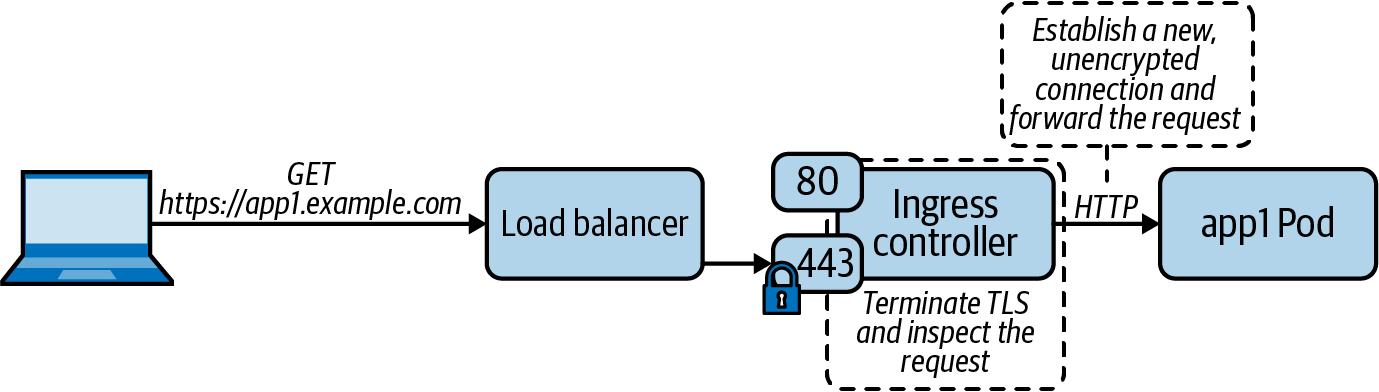 Establish a new,
unencrypted
connection and
forward the request
GET
https://app1.example.com
Load balancer
80
443
Ingress
controller
HTTP
app1 Pod
Terminate TLS
and inspect the
request